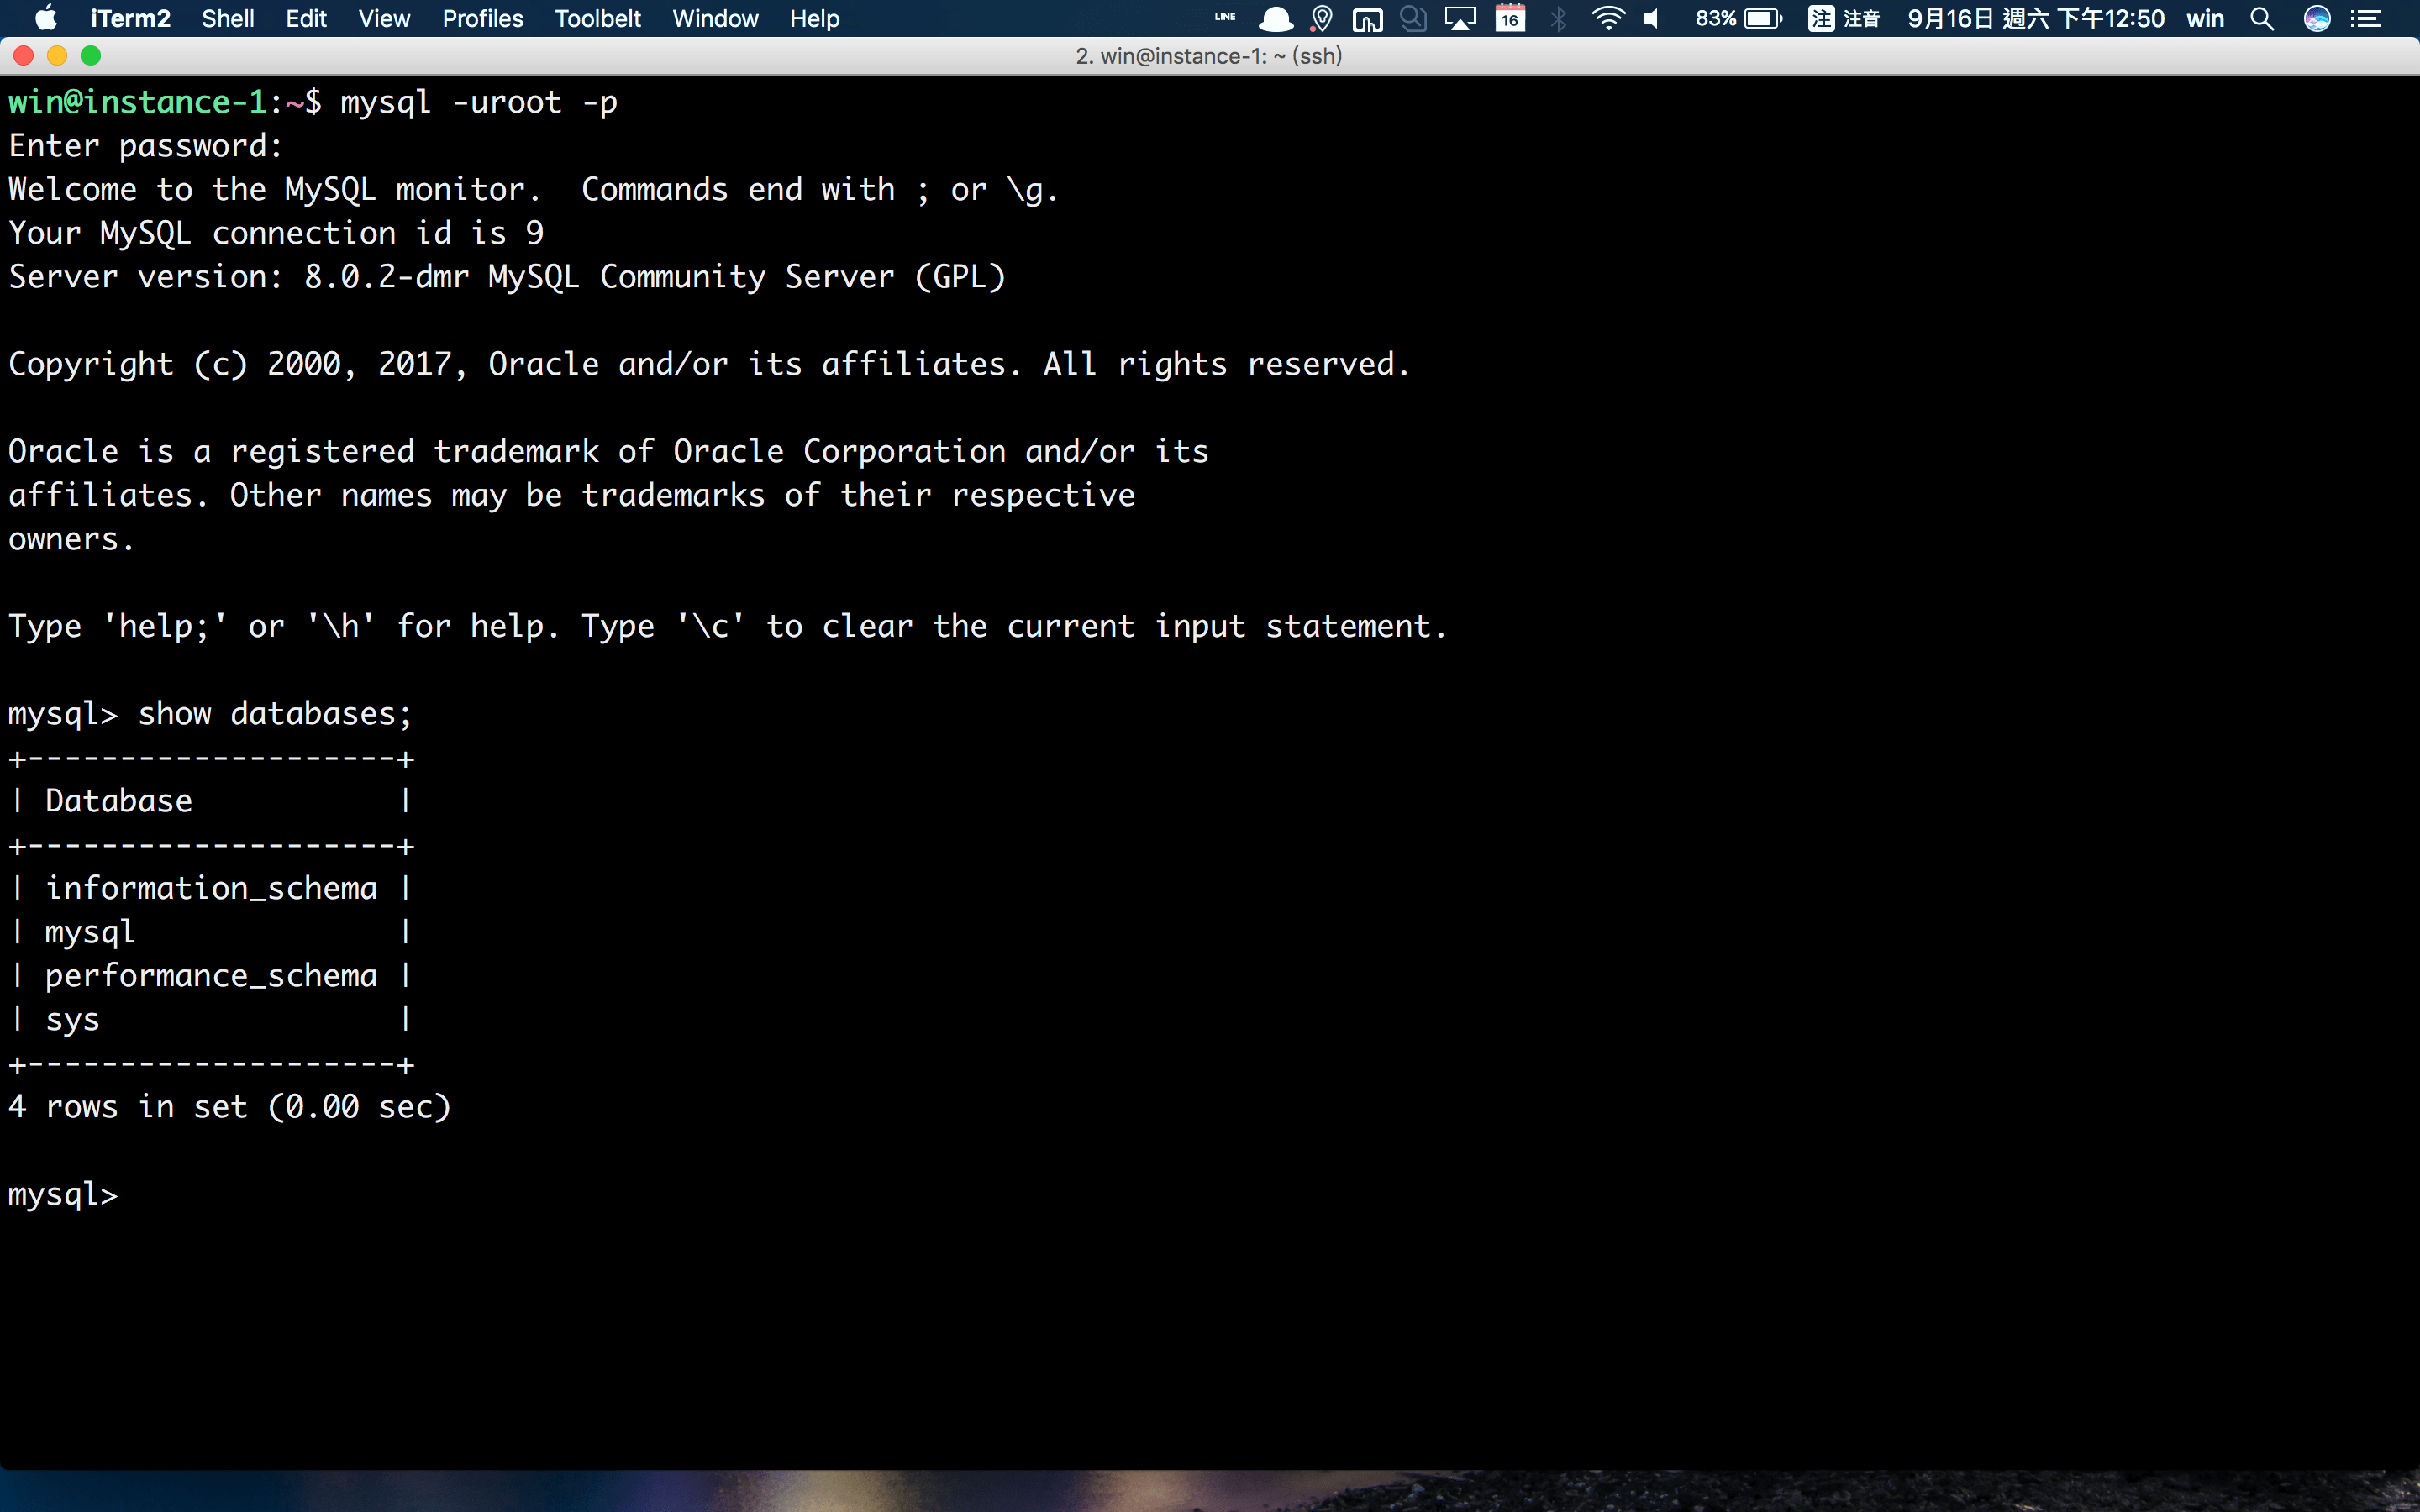 iTerm2 Shell Edit View Profiles Toolbelt Window Help LINE 16 83% 注 注音 9月16日 週六 下午12:50 win
2. win@instance-1: ~ (ssh)
win@instance-1:~$ mysql -uroot -p
Enter password:
Welcome to the MySQL monitor.  Commands end with ; or \g.
Your MySQL connection id is 9
Server version: 8.0.2-dmr MySQL Community Server (GPL)
Copyright (c) 2000, 2017, Oracle and/or its affiliates. All rights reserved.
Oracle is a registered trademark of Oracle Corporation and/or its
affiliates. Other names may be trademarks of their respective
owners.
Type 'help;' or '\h' for help. Type '\c' to clear the current input statement.
mysql> show databases;
+--------------------+
| Database           |
+--------------------+
| information_schema |
| mysql              |
| performance_schema |
| sys                |
+--------------------+
4 rows in set (0.00 sec)
mysql>